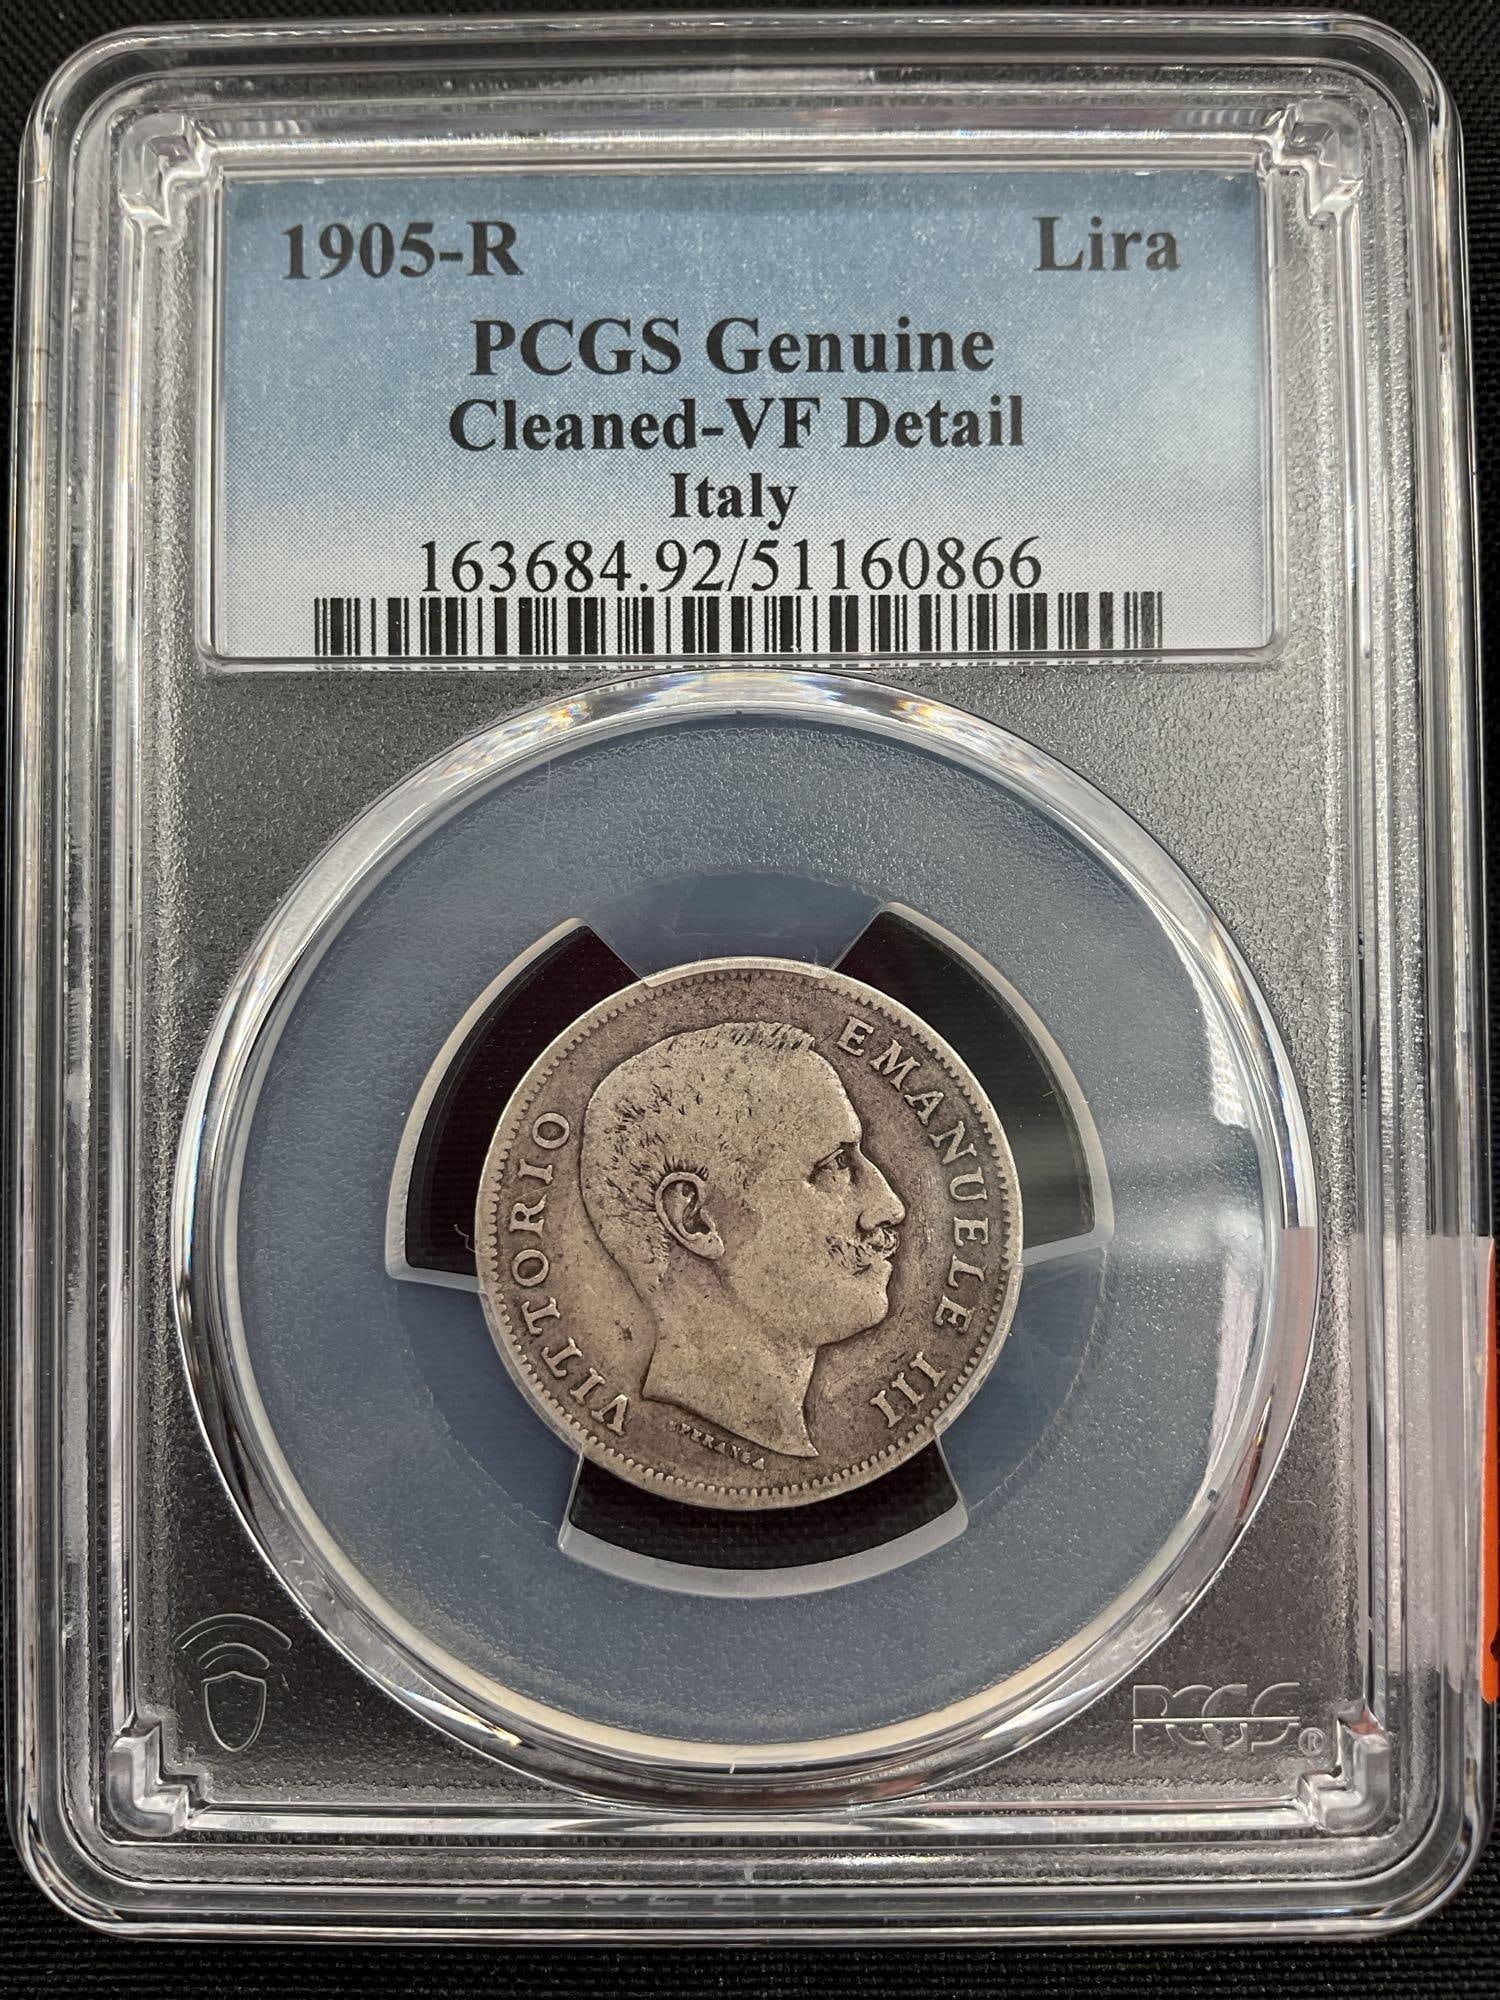 1905-R Lira
PCGS Genuine
Cleaned-VF Detail
Italy
163684.92/51160866
VITTORIO EMANUELE III
SPERANZA
PCGS®